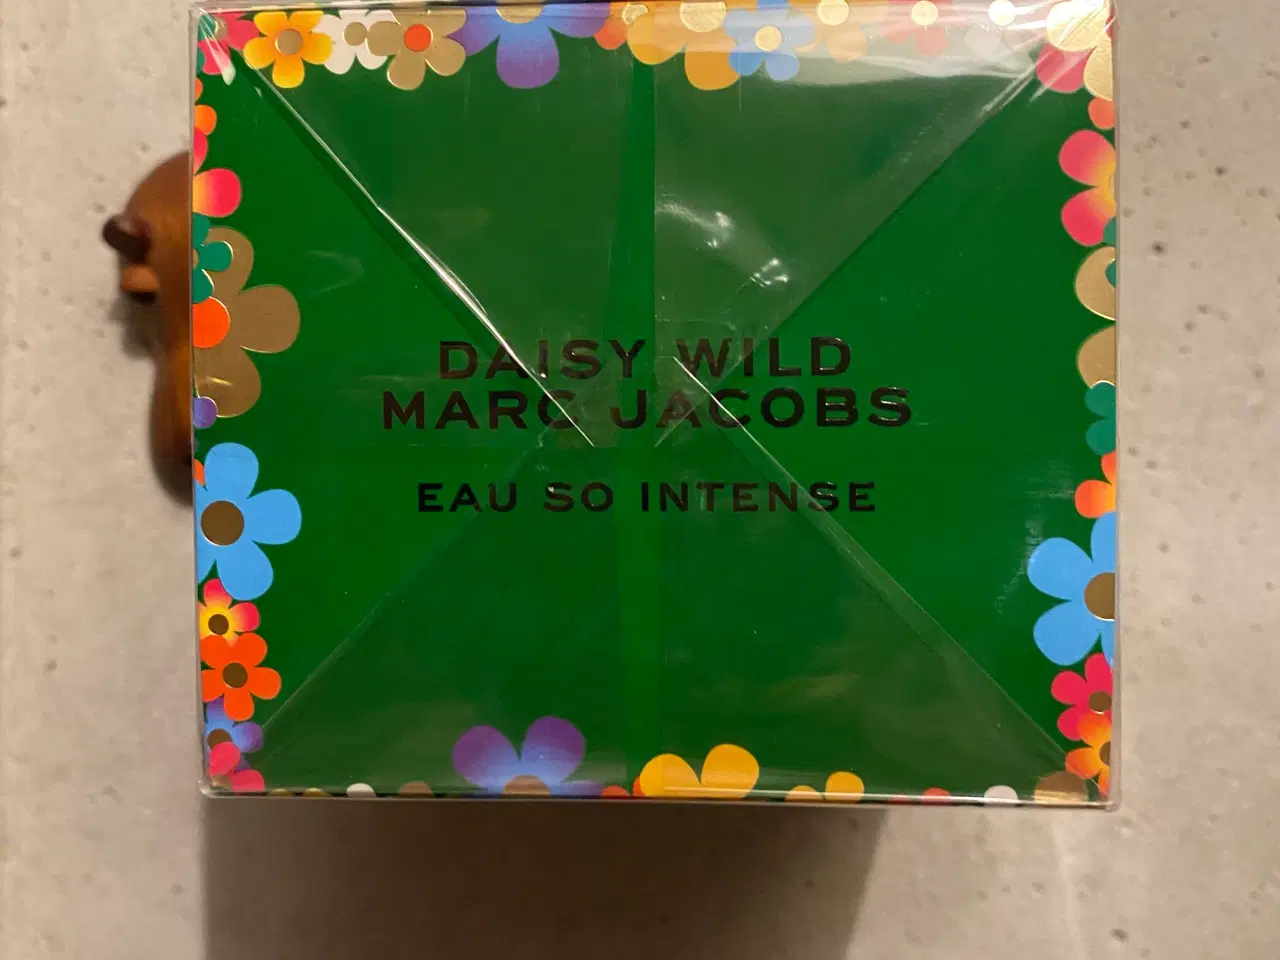 DAISY WILD
MARC JACOBS
EAU SO INTENSE